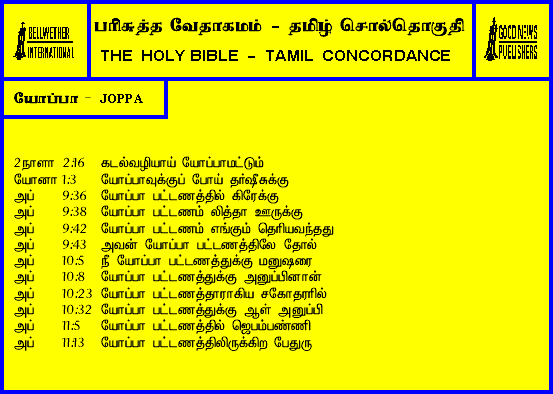 BELLWETHER
INTERNATIONAL
பரிசுத்த வேதாகமம் - தமிழ் சொல்தொகுதி
THE HOLY BIBLE - TAMIL CONCORDANCE
GOOD NEWS
PUBLISHERS
யோப்பா - JOPPA
2நாளா 2:16 கடல்வழியாய் யோப்பாமட்டும்
யோனா 1:3 யோப்பாவுக்குப் போய் தர்ஷீசுக்கு
அப் 9:36 யோப்பா பட்டணத்தில் கிரேக்கு
அப் 9:38 யோப்பா பட்டணம் லித்தா ஊருக்கு
அப் 9:42 யோப்பா பட்டணம் எங்கும் தெரியவந்தது
அப் 9:43 அவன் யோப்பா பட்டணத்திலே தோல்
அப் 10:5 நீ யோப்பா பட்டணத்துக்கு மனுஷரை
அப் 10:8 யோப்பா பட்டணத்துக்கு அனுப்பினான்
அப் 10:23 யோப்பா பட்டணத்தாராகிய சகோதரரில்
அப் 10:32 யோப்பா பட்டணத்துக்கு ஆள் அனுப்பி
அப் 11:5 யோப்பா பட்டணத்தில் ஜெபம்பண்ணி
அப் 11:13 யோப்பா பட்டணத்திலிருக்கிற பேதுரு